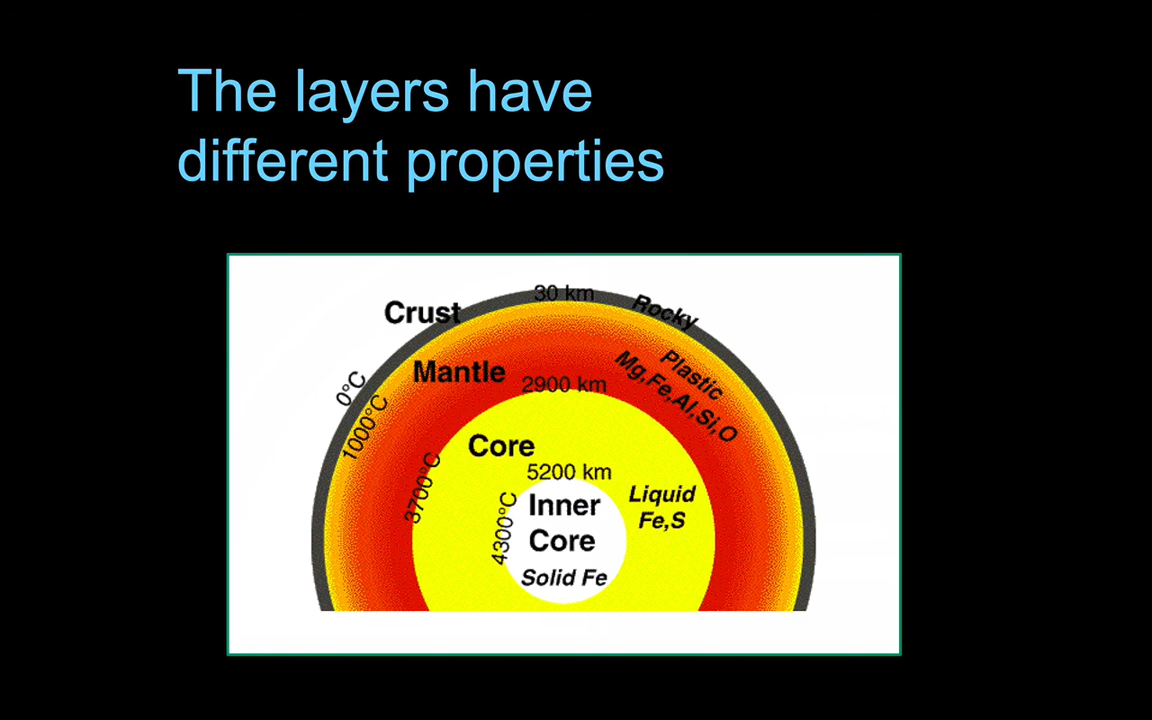 The layers have
different properties
30 km
Crust
Rocky
Mantle
Plastic
2900 km
Mg,Fe,Al,Si,O
0°C
1000°C
Core
5200 km
3700°C
Inner
Core
Liquid
Fe,S
4300°C
Solid Fe